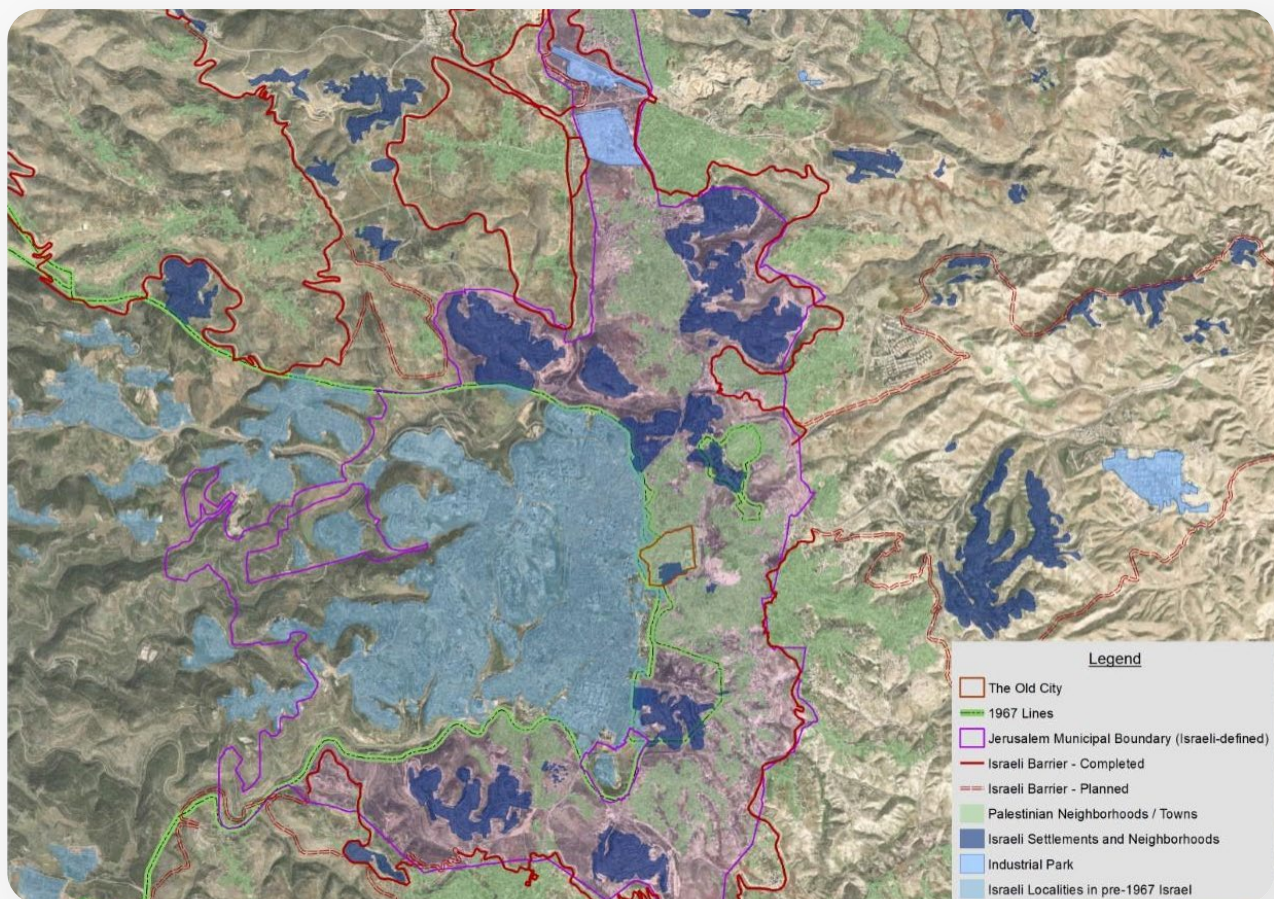 Legend
The Old City
1967 Lines
Jerusalem Municipal Boundary (Israeli-defined)
Israeli Barrier - Completed
Israeli Barrier - Planned
Palestinian Neighborhoods / Towns
Israeli Settlements and Neighborhoods
Industrial Park
Israeli Localities in pre-1967 Israel